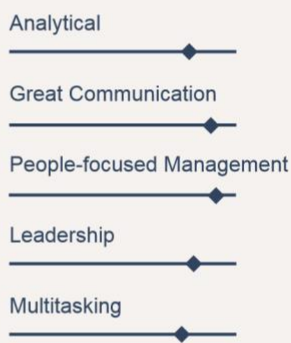 Analytical
Great Communication
People-focused Management
Leadership
Multitasking